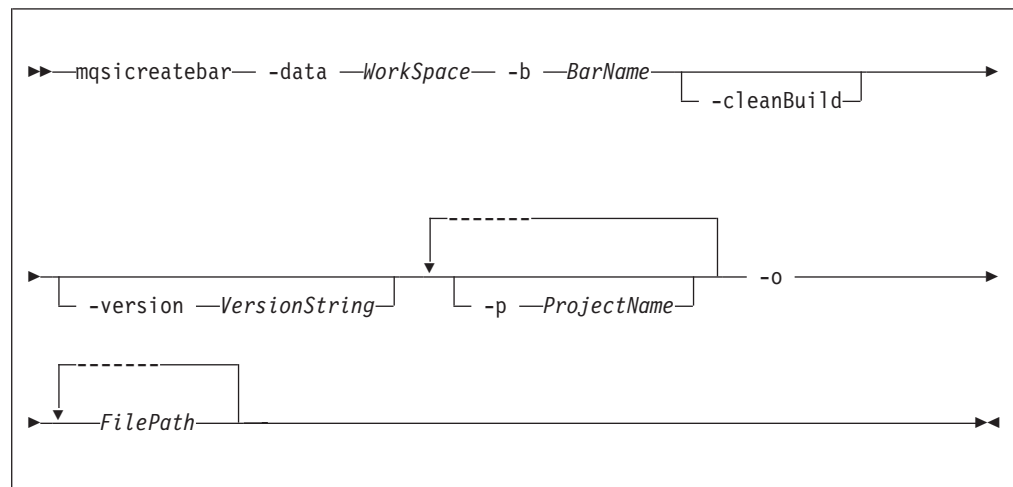 mqsicreatebar -data WorkSpace -b BarName
-cleanBuild
-version VersionString -p ProjectName -o
FilePath